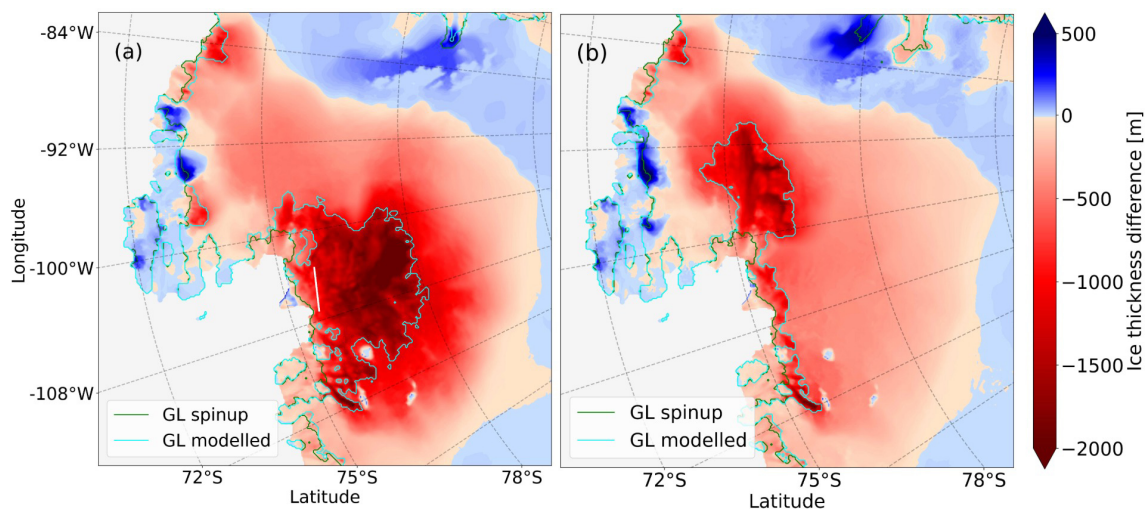 (a)
(b)
-84°W
-92°W
-100°W
-108°W
Longitude
GL spinup
GL modelled
72°S
75°S
78°S
Latitude
GL spinup
GL modelled
72°S
75°S
78°S
Latitude
500
0
−500
−1000
−1500
−2000
Ice thickness difference [m]